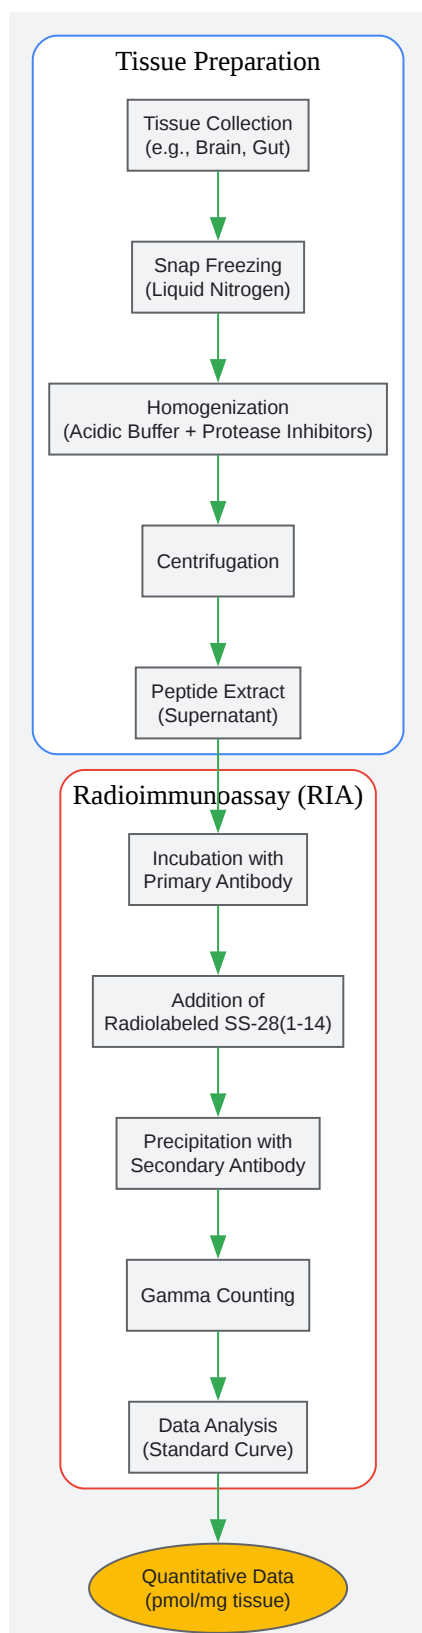 Tissue Preparation
Tissue Collection
(e.g., Brain, Gut)
Snap Freezing
(Liquid Nitrogen)
Homogenization
(Acidic Buffer + Protease Inhibitors)
Centrifugation
Peptide Extract
(Supernatant)
Radioimmunoassay (RIA)
Incubation with
Primary Antibody
Addition of
Radiolabeled SS-28(1-14)
Precipitation with
Secondary Antibody
Gamma Counting
Data Analysis
(Standard Curve)
Quantitative Data
(pmol/mg tissue)